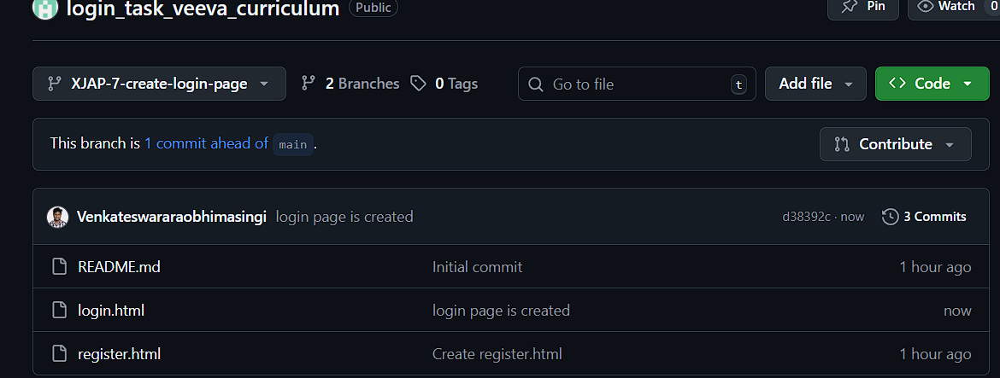 login_task_veeva_curriculum Public Pin Watch 0
XJAP-7-create-login-page 2 Branches 0 Tags Go to file t Add file Code
This branch is 1 commit ahead of main. Contribute
Venkateswararaobhimasingi login page is created d38392c · now 3 Commits
README.md Initial commit 1 hour ago
login.html login page is created now
register.html Create register.html 1 hour ago